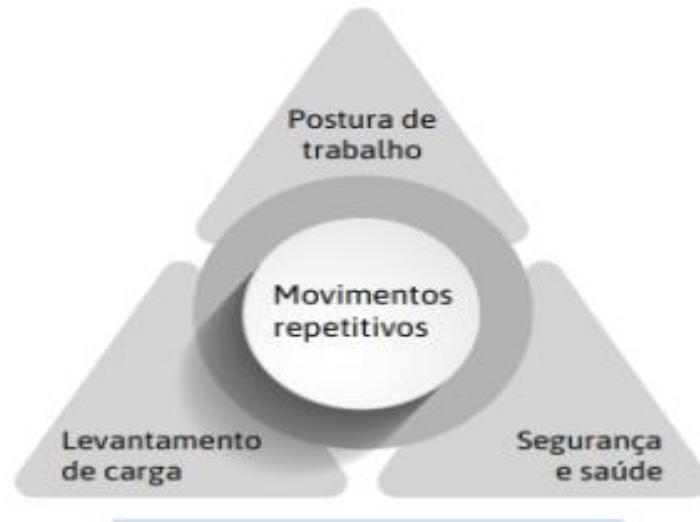 Postura de
trabalho
Movimentos
repetitivos
Levantamento
de carga
Segurança
e saúde